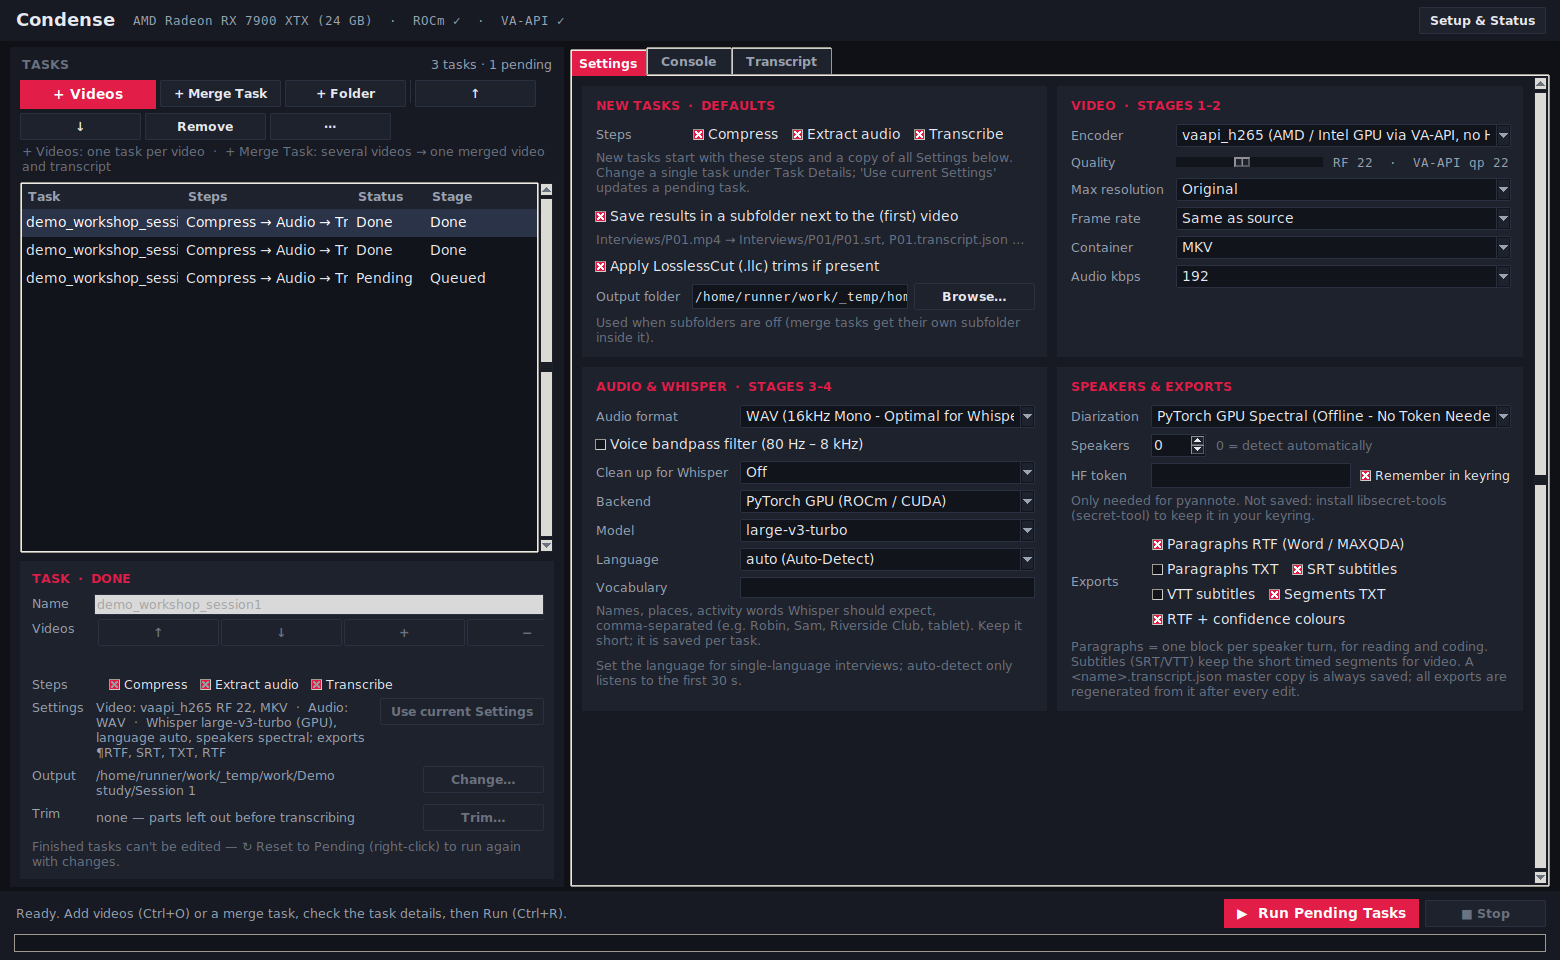 Condense AMD Radeon RX 7900 XTX (24 GB) · ROCm ✓ · VA-API ✓
Setup & Status
TASKS
3 tasks · 1 pending
+ Videos
+ Merge Task
+ Folder
↑
↓
Remove
⋯
+ Videos: one task per video · + Merge Task: several videos → one merged video
and transcript
Task Steps Status Stage
demo_workshop_sessi Compress → Audio → Tr Done Done
demo_workshop_sessi Compress → Audio → Tr Done Done
demo_workshop_sessi Compress → Audio → Tr Pending Queued
TASK · DONE
Name demo_workshop_session1
Videos ↑ ↓ + −
Steps Compress Extract audio Transcribe
Settings Video: vaapi_h265 RF 22, MKV · Audio:
WAV · Whisper large-v3-turbo (GPU),
language auto, speakers spectral; exports
¶RTF, SRT, TXT, RTF
Use current Settings
Output /home/runner/work/_temp/work/Demo
study/Session 1
Change…
Trim none — parts left out before transcribing
Trim…
Finished tasks can't be edited — ↻ Reset to Pending (right-click) to run again
with changes.
Settings Console Transcript
NEW TASKS · DEFAULTS
Steps Compress Extract audio Transcribe
New tasks start with these steps and a copy of all Settings below.
Change a single task under Task Details; 'Use current Settings'
updates a pending task.
Save results in a subfolder next to the (first) video
Interviews/P01.mp4 → Interviews/P01/P01.srt, P01.transcript.json …
Apply LosslessCut (.llc) trims if present
Output folder /home/runner/work/_temp/hom Browse…
Used when subfolders are off (merge tasks get their own subfolder
inside it).
VIDEO · STAGES 1–2
Encoder vaapi_h265 (AMD / Intel GPU via VA-API, no H
Quality RF 22 · VA-API qp 22
Max resolution Original
Frame rate Same as source
Container MKV
Audio kbps 192
AUDIO & WHISPER · STAGES 3–4
Audio format WAV (16kHz Mono - Optimal for Whispe
Voice bandpass filter (80 Hz – 8 kHz)
Clean up for Whisper Off
Backend PyTorch GPU (ROCm / CUDA)
Model large-v3-turbo
Language auto (Auto-Detect)
Vocabulary
Names, places, activity words Whisper should expect,
comma-separated (e.g. Robin, Sam, Riverside Club, tablet). Keep it
short; it is saved per task.
Set the language for single-language interviews; auto-detect only
listens to the first 30 s.
SPEAKERS & EXPORTS
Diarization PyTorch GPU Spectral (Offline - No Token Neede
Speakers 0 0 = detect automatically
HF token Remember in keyring
Only needed for pyannote. Not saved: install libsecret-tools
(secret-tool) to keep it in your keyring.
Exports
Paragraphs RTF (Word / MAXQDA)
Paragraphs TXT SRT subtitles
VTT subtitles Segments TXT
RTF + confidence colours
Paragraphs = one block per speaker turn, for reading and coding.
Subtitles (SRT/VTT) keep the short timed segments for video. A
<name>.transcript.json master copy is always saved; all exports are
regenerated from it after every edit.
Ready. Add videos (Ctrl+O) or a merge task, check the task details, then Run (Ctrl+R).
▶ Run Pending Tasks
■ Stop